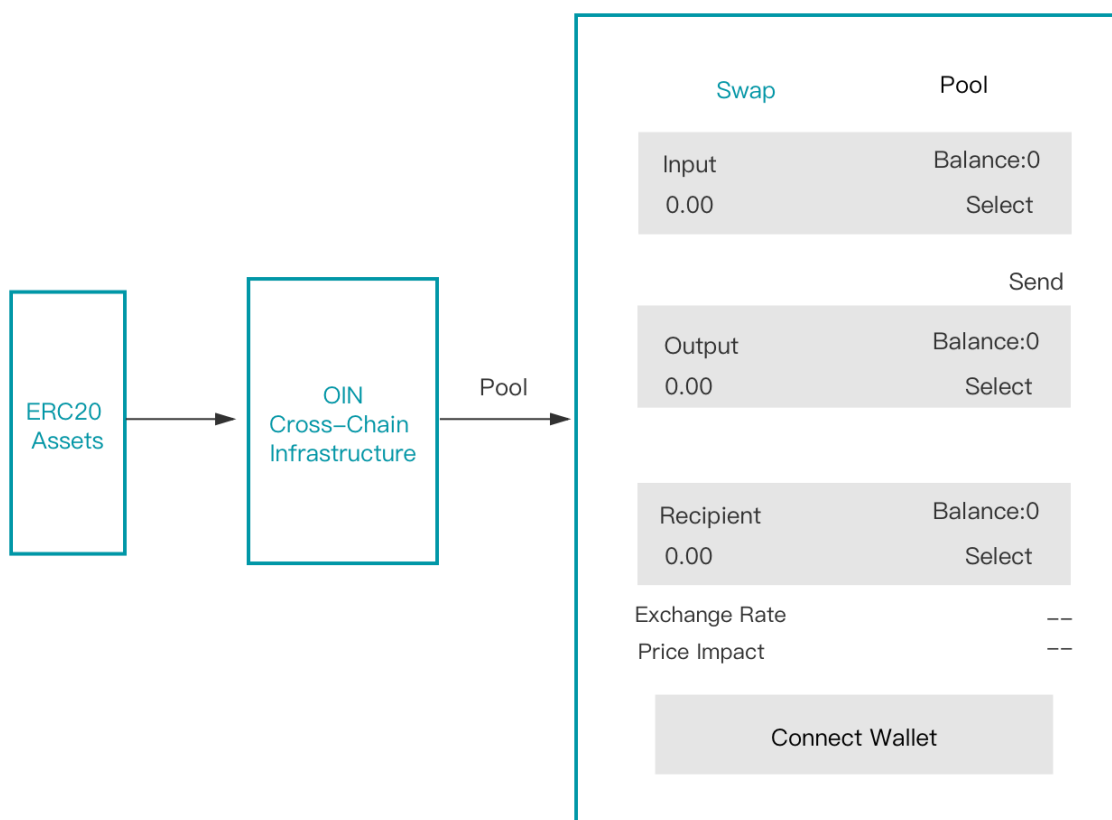 ERC20
Assets
OIN
Cross-Chain
Infrastructure
Pool
Swap
Pool
Input
Balance:0
0.00
Select
Send
Output
Balance:0
0.00
Select
Recipient
Balance:0
0.00
Select
Exchange Rate
--
Price Impact
--
Connect Wallet